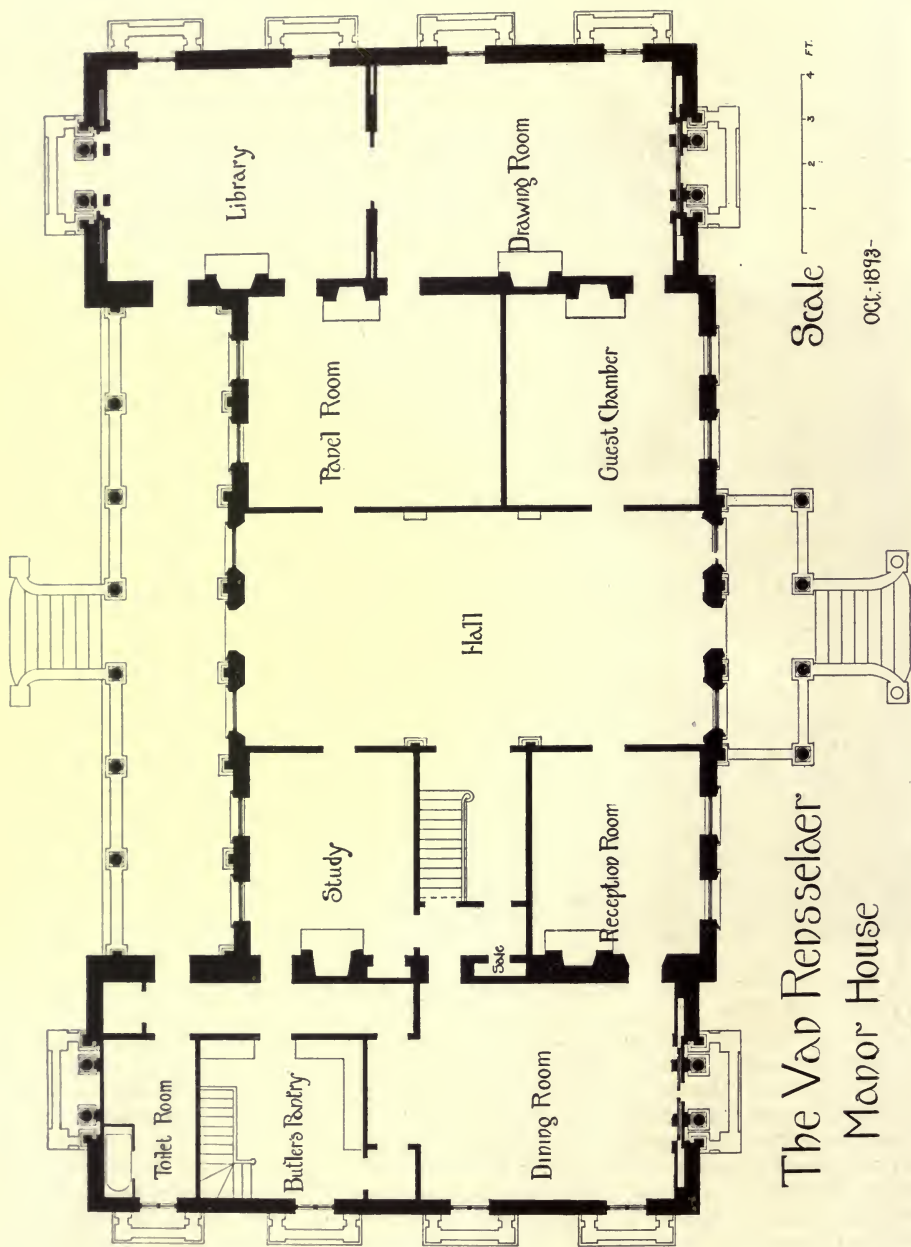 Library
Drawing Room
Panel Room
Guest Chamber
Hall
Study
Reception Room
Safe
Toilet Room
Butlers Pantry
Dining Room
The Van Rensselaer
Manor House
Scale
1 2 3 4 FT.
OCT.-1893-